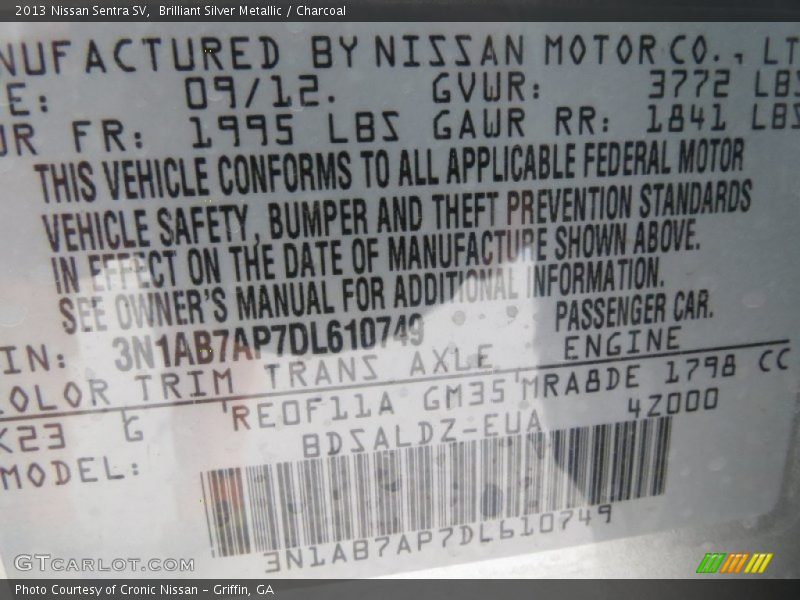 2013 Nissan Sentra SV, Brilliant Silver Metallic / Charcoal
NUFACTURED BY NISSAN MOTOR CO., LT
E: 09/12. GVWR: 3772 LBS
WR FR: 1995 LBS GAWR RR: 1841 LBS
THIS VEHICLE CONFORMS TO ALL APPLICABLE FEDERAL MOTOR
VEHICLE SAFETY, BUMPER AND THEFT PREVENTION STANDARDS
IN EFFECT ON THE DATE OF MANUFACTURE SHOWN ABOVE.
SEE OWNER'S MANUAL FOR ADDITIONAL INFORMATION.
IN: 3N1AB7AP7DL610749 PASSENGER CAR.
OLOR TRIM TRANS AXLE ENGINE
K23 G RE0F11A GM35 MRA8DE 1798 CC
MODEL: BDSALDZ-EUA 4Z000
3N1AB7AP7DL610749
GTCARLOT.COM
Photo Courtesy of Cronic Nissan - Griffin, GA